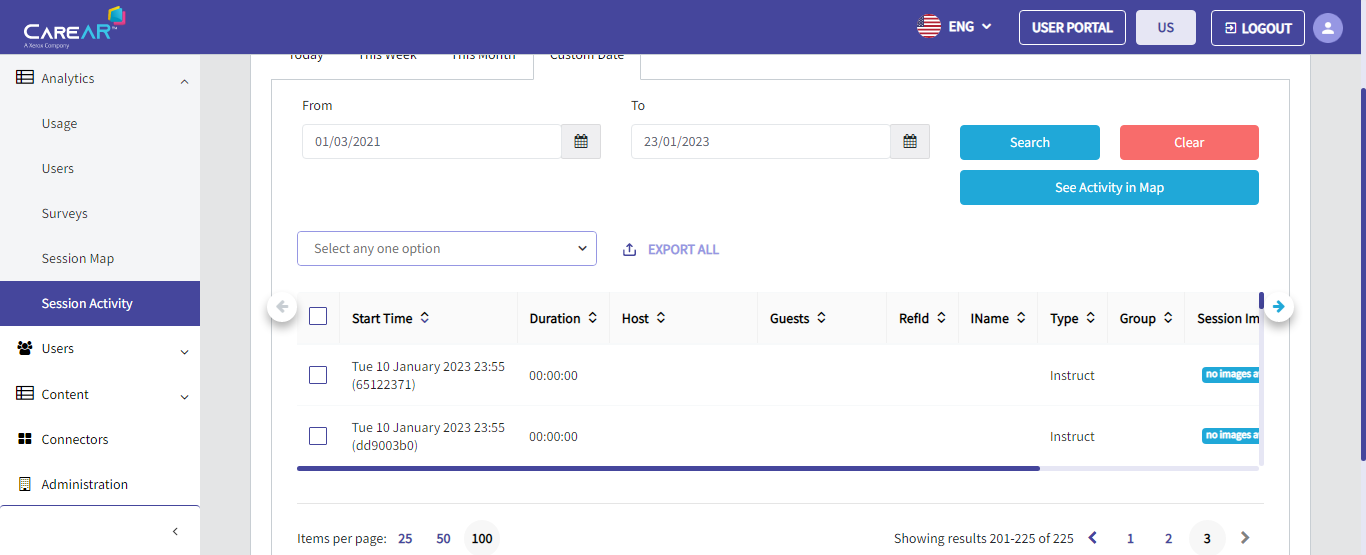 CAREAR™
A Xerox Company
ENG
USER PORTAL
US
LOGOUT
Today
This Week
This Month
Custom Date
Analytics
Usage
Users
Surveys
Session Map
Session Activity
Users
Content
Connectors
Administration
From
To
01/03/2021
23/01/2023
Search
Clear
See Activity in Map
Select any one option
EXPORT ALL
Start Time
Duration
Host
Guests
RefId
IName
Type
Group
Session Im
Tue 10 January 2023 23:55
(65122371)
00:00:00
Instruct
no images a
Tue 10 January 2023 23:55
(dd9003b0)
00:00:00
Instruct
no images a
Items per page: 25 50 100
Showing results 201-225 of 225
1 2 3